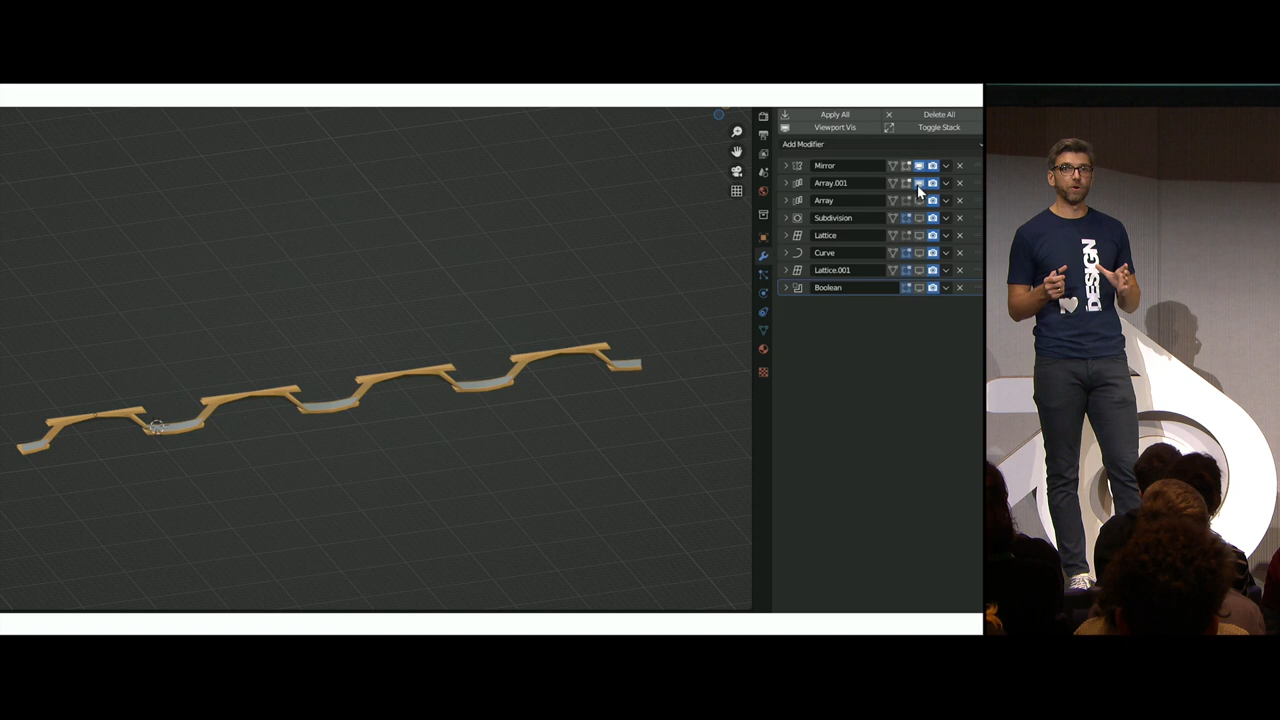 Apply All
Delete All
Viewport Vis
Toggle Stack
Add Modifier
Mirror
Array.001
Array
Subdivision
Lattice
Curve
Lattice.001
Boolean
DESIGN